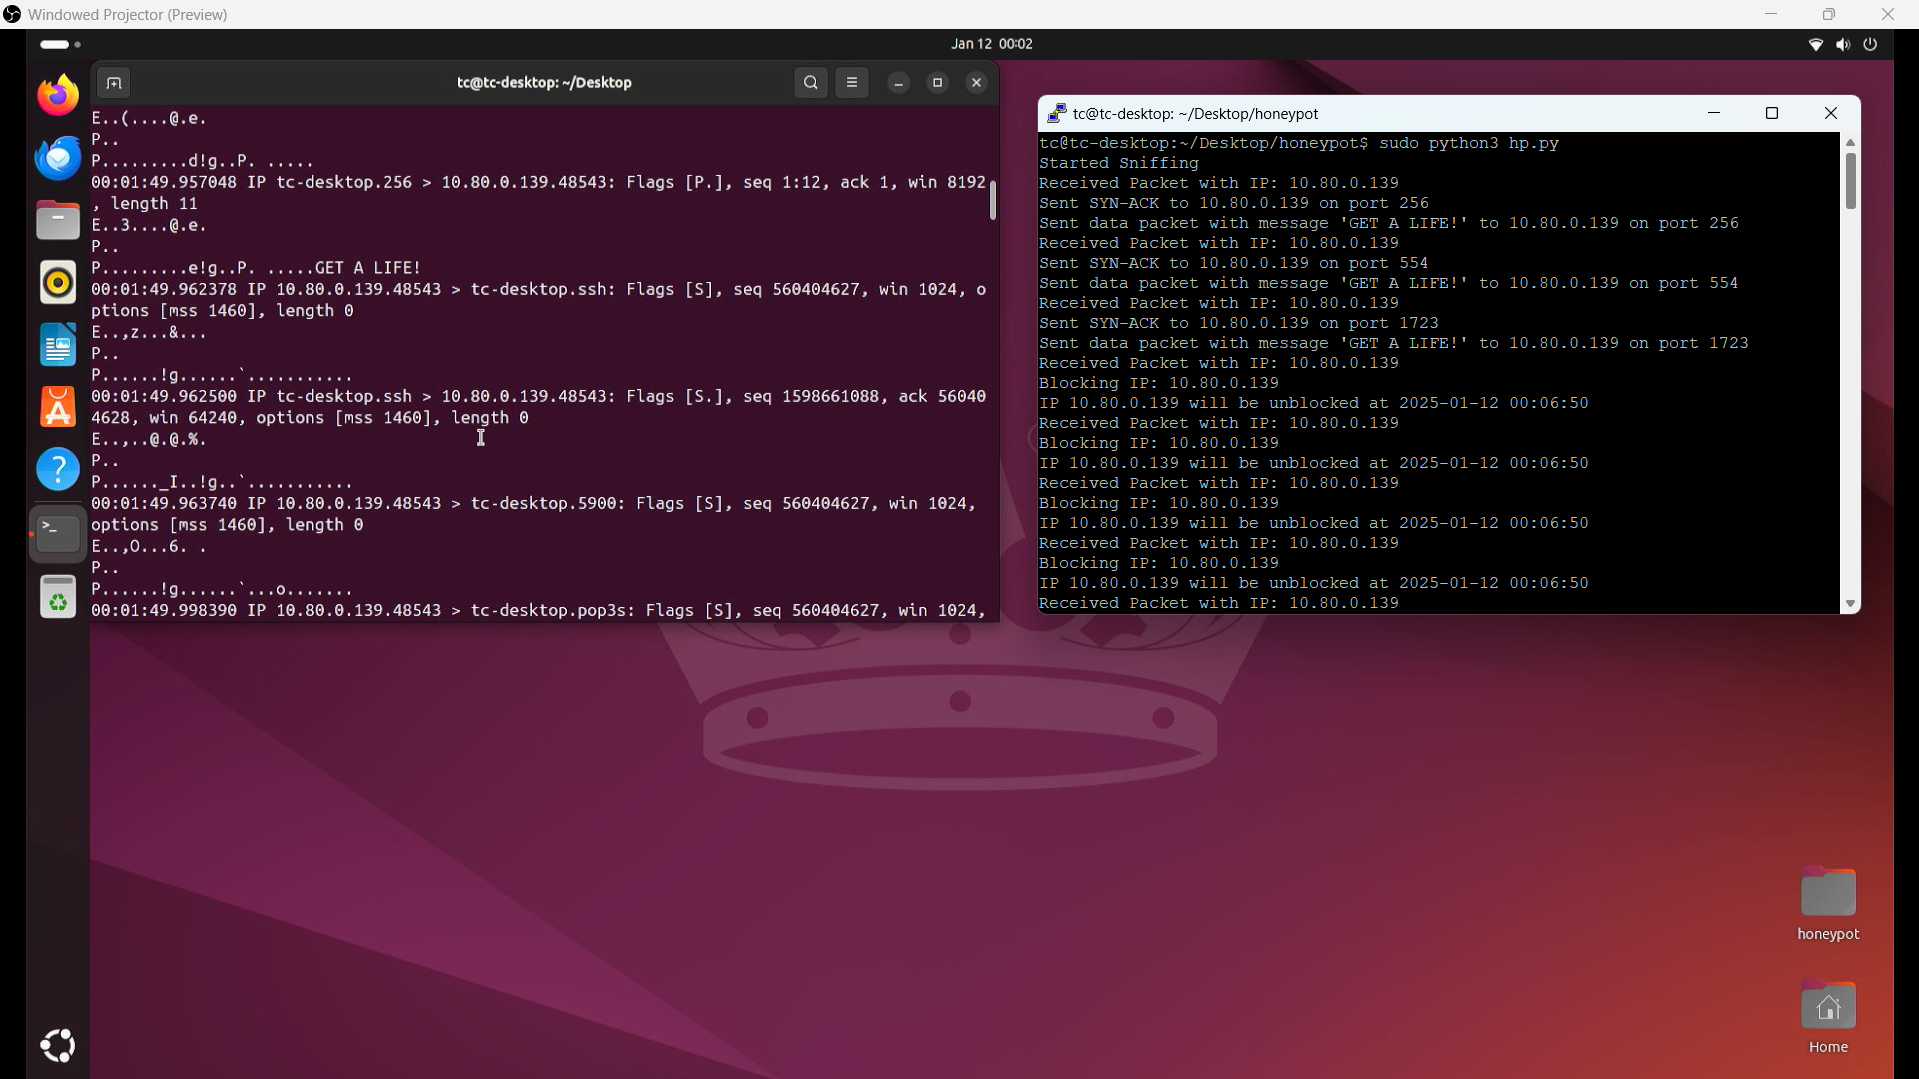 Windowed Projector (Preview)
Jan 12 00:02
tc@tc-desktop: ~/Desktop
E..(....@.e.
P..
P.........d!g..P. .....
00:01:49.957048 IP tc-desktop.256 > 10.80.0.139.48543: Flags [P.], seq 1:12, ack 1, win 8192
, length 11
E..3....@.e.
P..
P.........e!g..P. .....GET A LIFE!
00:01:49.962378 IP 10.80.0.139.48543 > tc-desktop.ssh: Flags [S], seq 560404627, win 1024, o
ptions [mss 1460], length 0
E..,z...&...
P..
P......!g......`...........
00:01:49.962500 IP tc-desktop.ssh > 10.80.0.139.48543: Flags [S.], seq 1598661088, ack 56040
4628, win 64240, options [mss 1460], length 0
E..,..@.@.%.
P..
P......._I..!g..`...........
00:01:49.963740 IP 10.80.0.139.48543 > tc-desktop.5900: Flags [S], seq 560404627, win 1024,
options [mss 1460], length 0
E..,O...6. .
P..
P......!g......`...o.......
00:01:49.998390 IP 10.80.0.139.48543 > tc-desktop.pop3s: Flags [S], seq 560404627, win 1024,
tc@tc-desktop: ~/Desktop/honeypot
tc@tc-desktop:~/Desktop/honeypot$ sudo python3 hp.py
Started Sniffing
Received Packet with IP: 10.80.0.139
Sent SYN-ACK to 10.80.0.139 on port 256
Sent data packet with message 'GET A LIFE!' to 10.80.0.139 on port 256
Received Packet with IP: 10.80.0.139
Sent SYN-ACK to 10.80.0.139 on port 554
Sent data packet with message 'GET A LIFE!' to 10.80.0.139 on port 554
Received Packet with IP: 10.80.0.139
Sent SYN-ACK to 10.80.0.139 on port 1723
Sent data packet with message 'GET A LIFE!' to 10.80.0.139 on port 1723
Received Packet with IP: 10.80.0.139
Blocking IP: 10.80.0.139
IP 10.80.0.139 will be unblocked at 2025-01-12 00:06:50
Received Packet with IP: 10.80.0.139
Blocking IP: 10.80.0.139
IP 10.80.0.139 will be unblocked at 2025-01-12 00:06:50
Received Packet with IP: 10.80.0.139
Blocking IP: 10.80.0.139
IP 10.80.0.139 will be unblocked at 2025-01-12 00:06:50
Received Packet with IP: 10.80.0.139
Blocking IP: 10.80.0.139
IP 10.80.0.139 will be unblocked at 2025-01-12 00:06:50
Received Packet with IP: 10.80.0.139
honeypot
Home